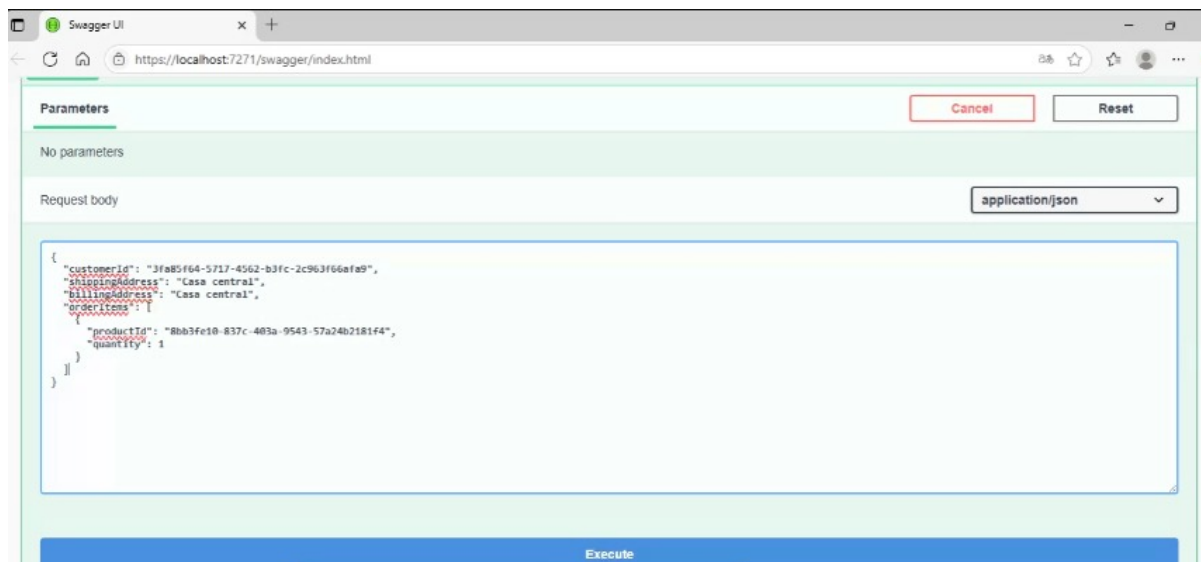 Swagger UI
https://localhost:7271/swagger/index.html
Parameters
Cancel
Reset
No parameters
Request body
application/json
{
"customerId": "3fa85f64-5717-4562-b3fc-2c963f66afa9",
"shippingAddress": "Casa central",
"billingAddress": "Casa central",
"orderItems": [
{
"productId": "8bb3fe10-837c-403a-9543-57a24b2181f4",
"quantity": 1
}
]
}
Execute